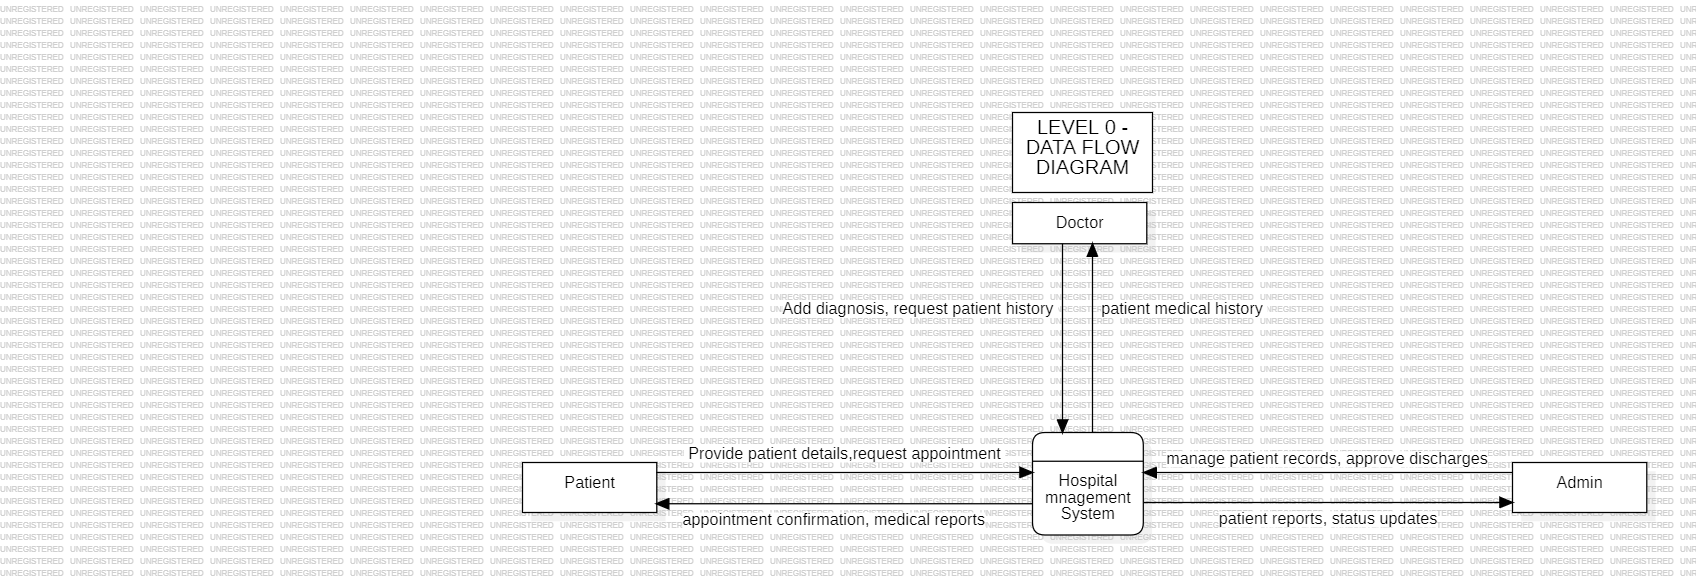 LEVEL 0 -
DATA FLOW
DIAGRAM
Doctor
Add diagnosis, request patient history
patient medical history
Provide patient details,request appointment
manage patient records, approve discharges
Patient
Hospital
mnagement
System
Admin
appointment confirmation, medical reports
patient reports, status updates
UNREGISTERED